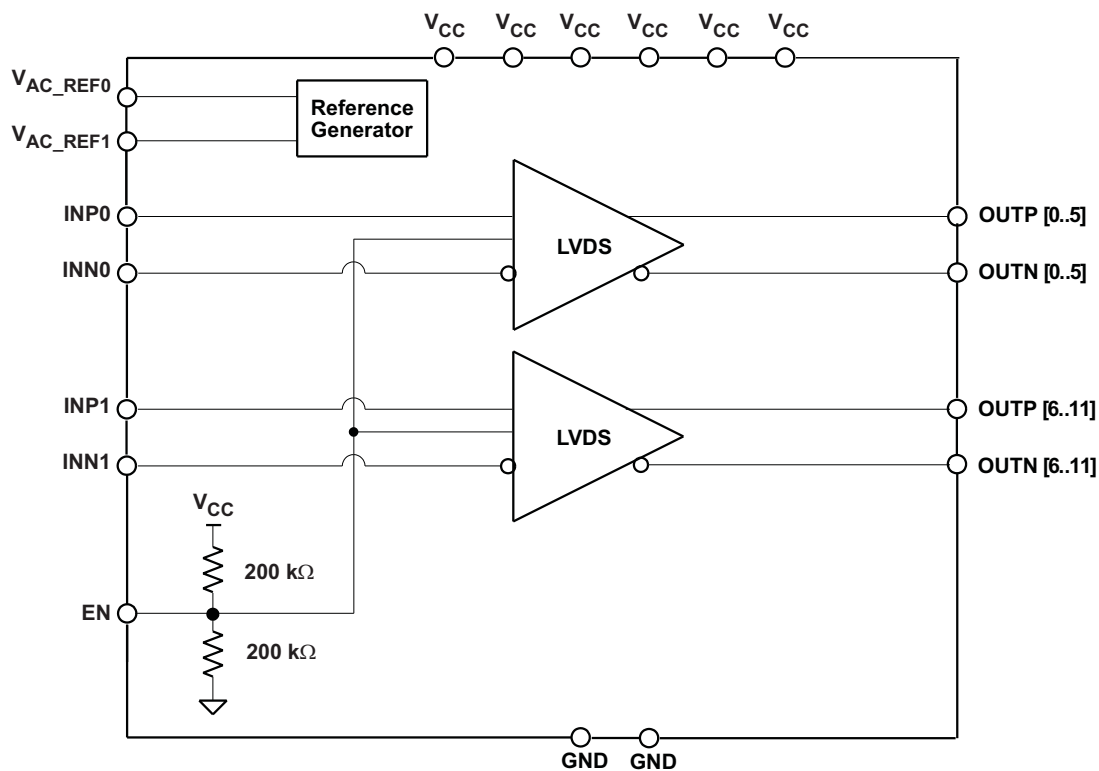 VCC VCC VCC VCC VCC VCC
VAC_REF0
Reference
Generator
VAC_REF1
INP0
OUTP [0..5]
LVDS
INN0
OUTN [0..5]
INP1
OUTP [6..11]
LVDS
INN1
OUTN [6..11]
VCC
200 kΩ
EN
200 kΩ
GND GND